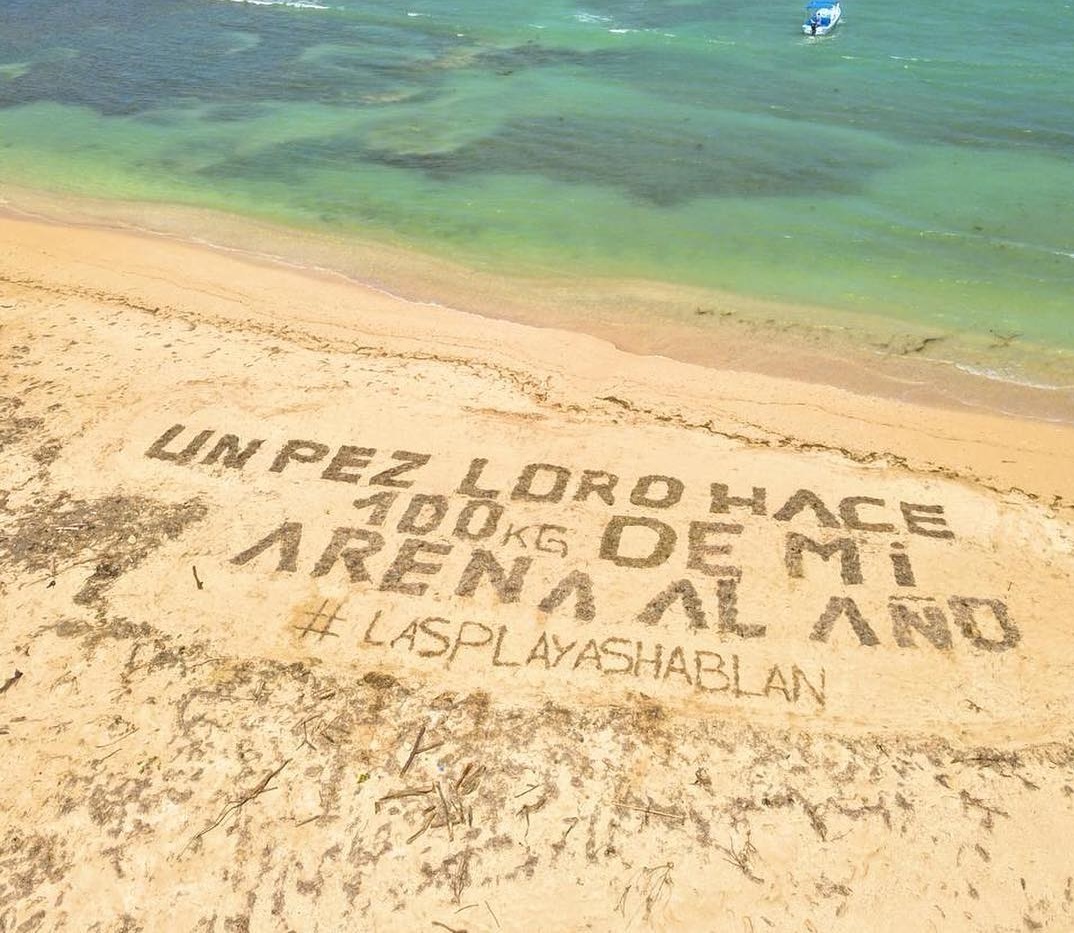 UN PEZ LORO HACE
100KG DE Mi
ARENA AL AÑO
#LASPLAYASHABLAN